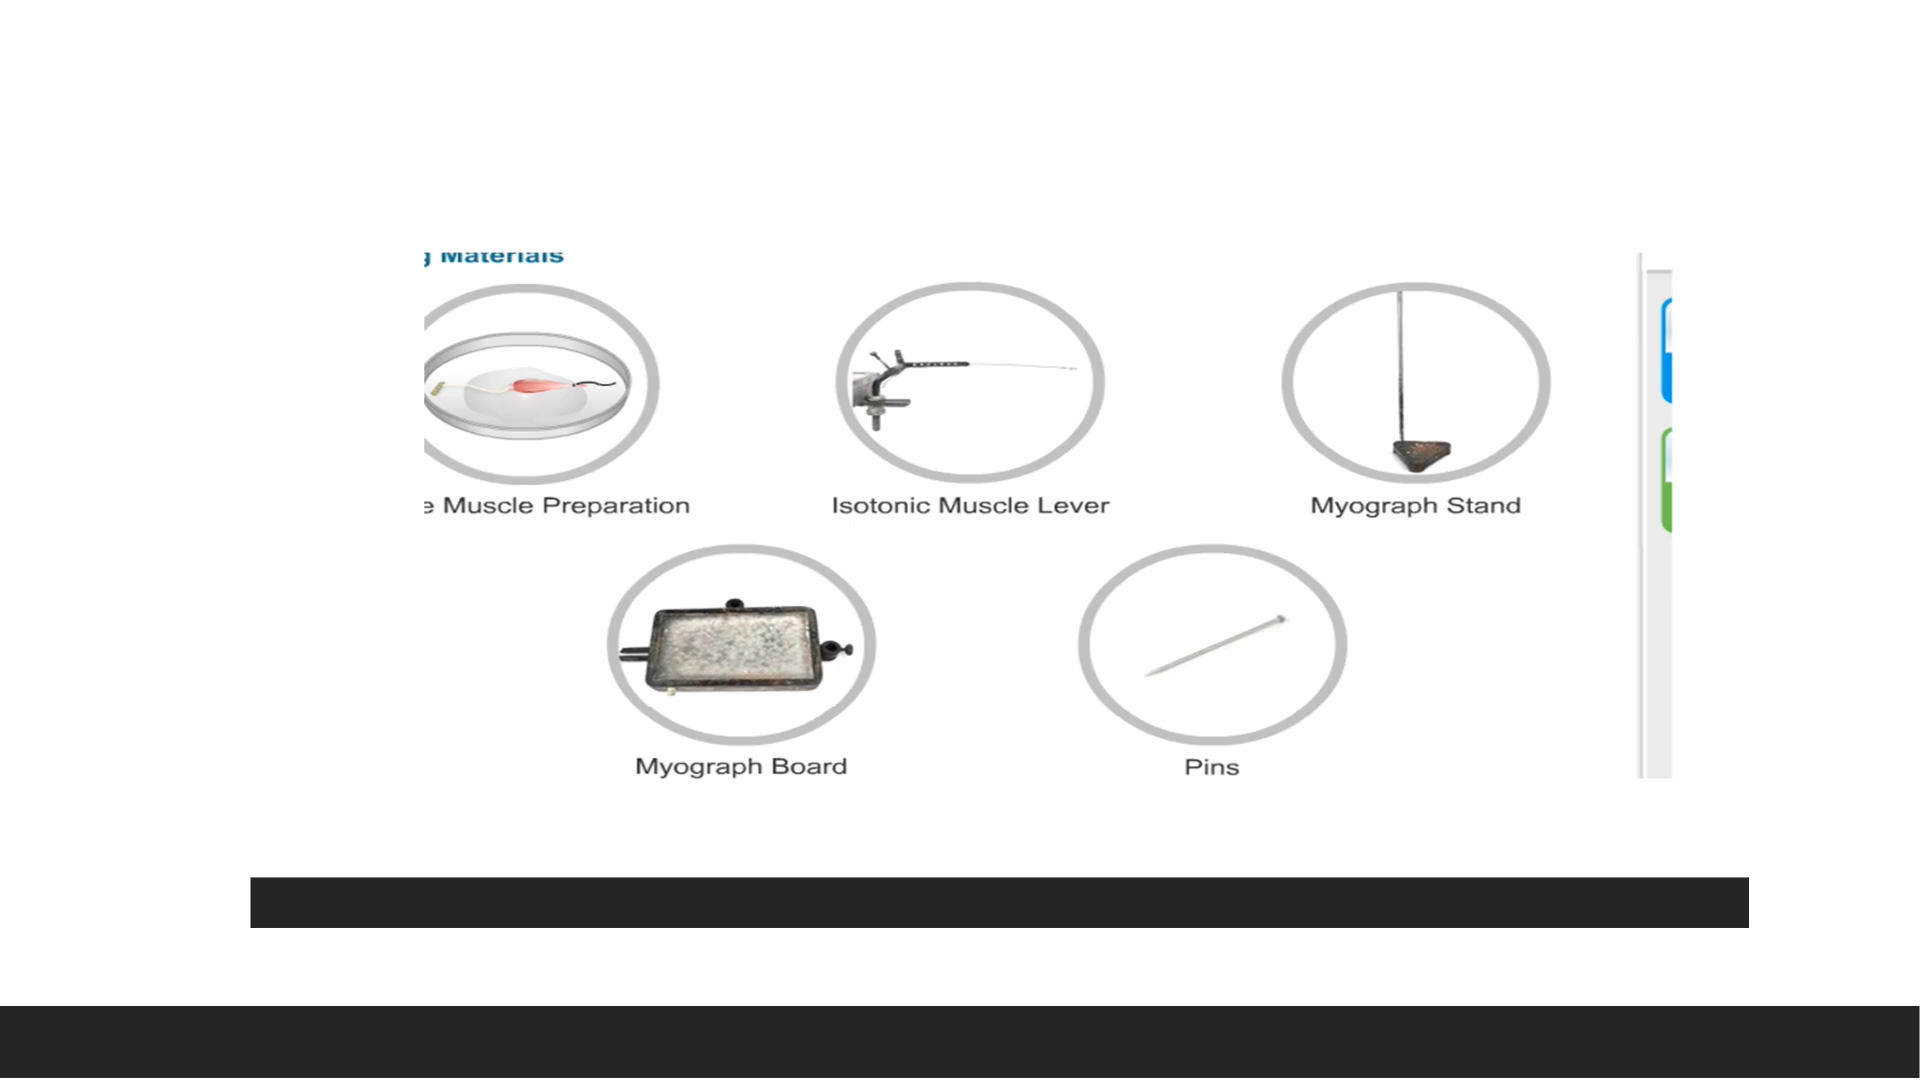 g Materials
e Muscle Preparation
Isotonic Muscle Lever
Myograph Stand
Myograph Board
Pins